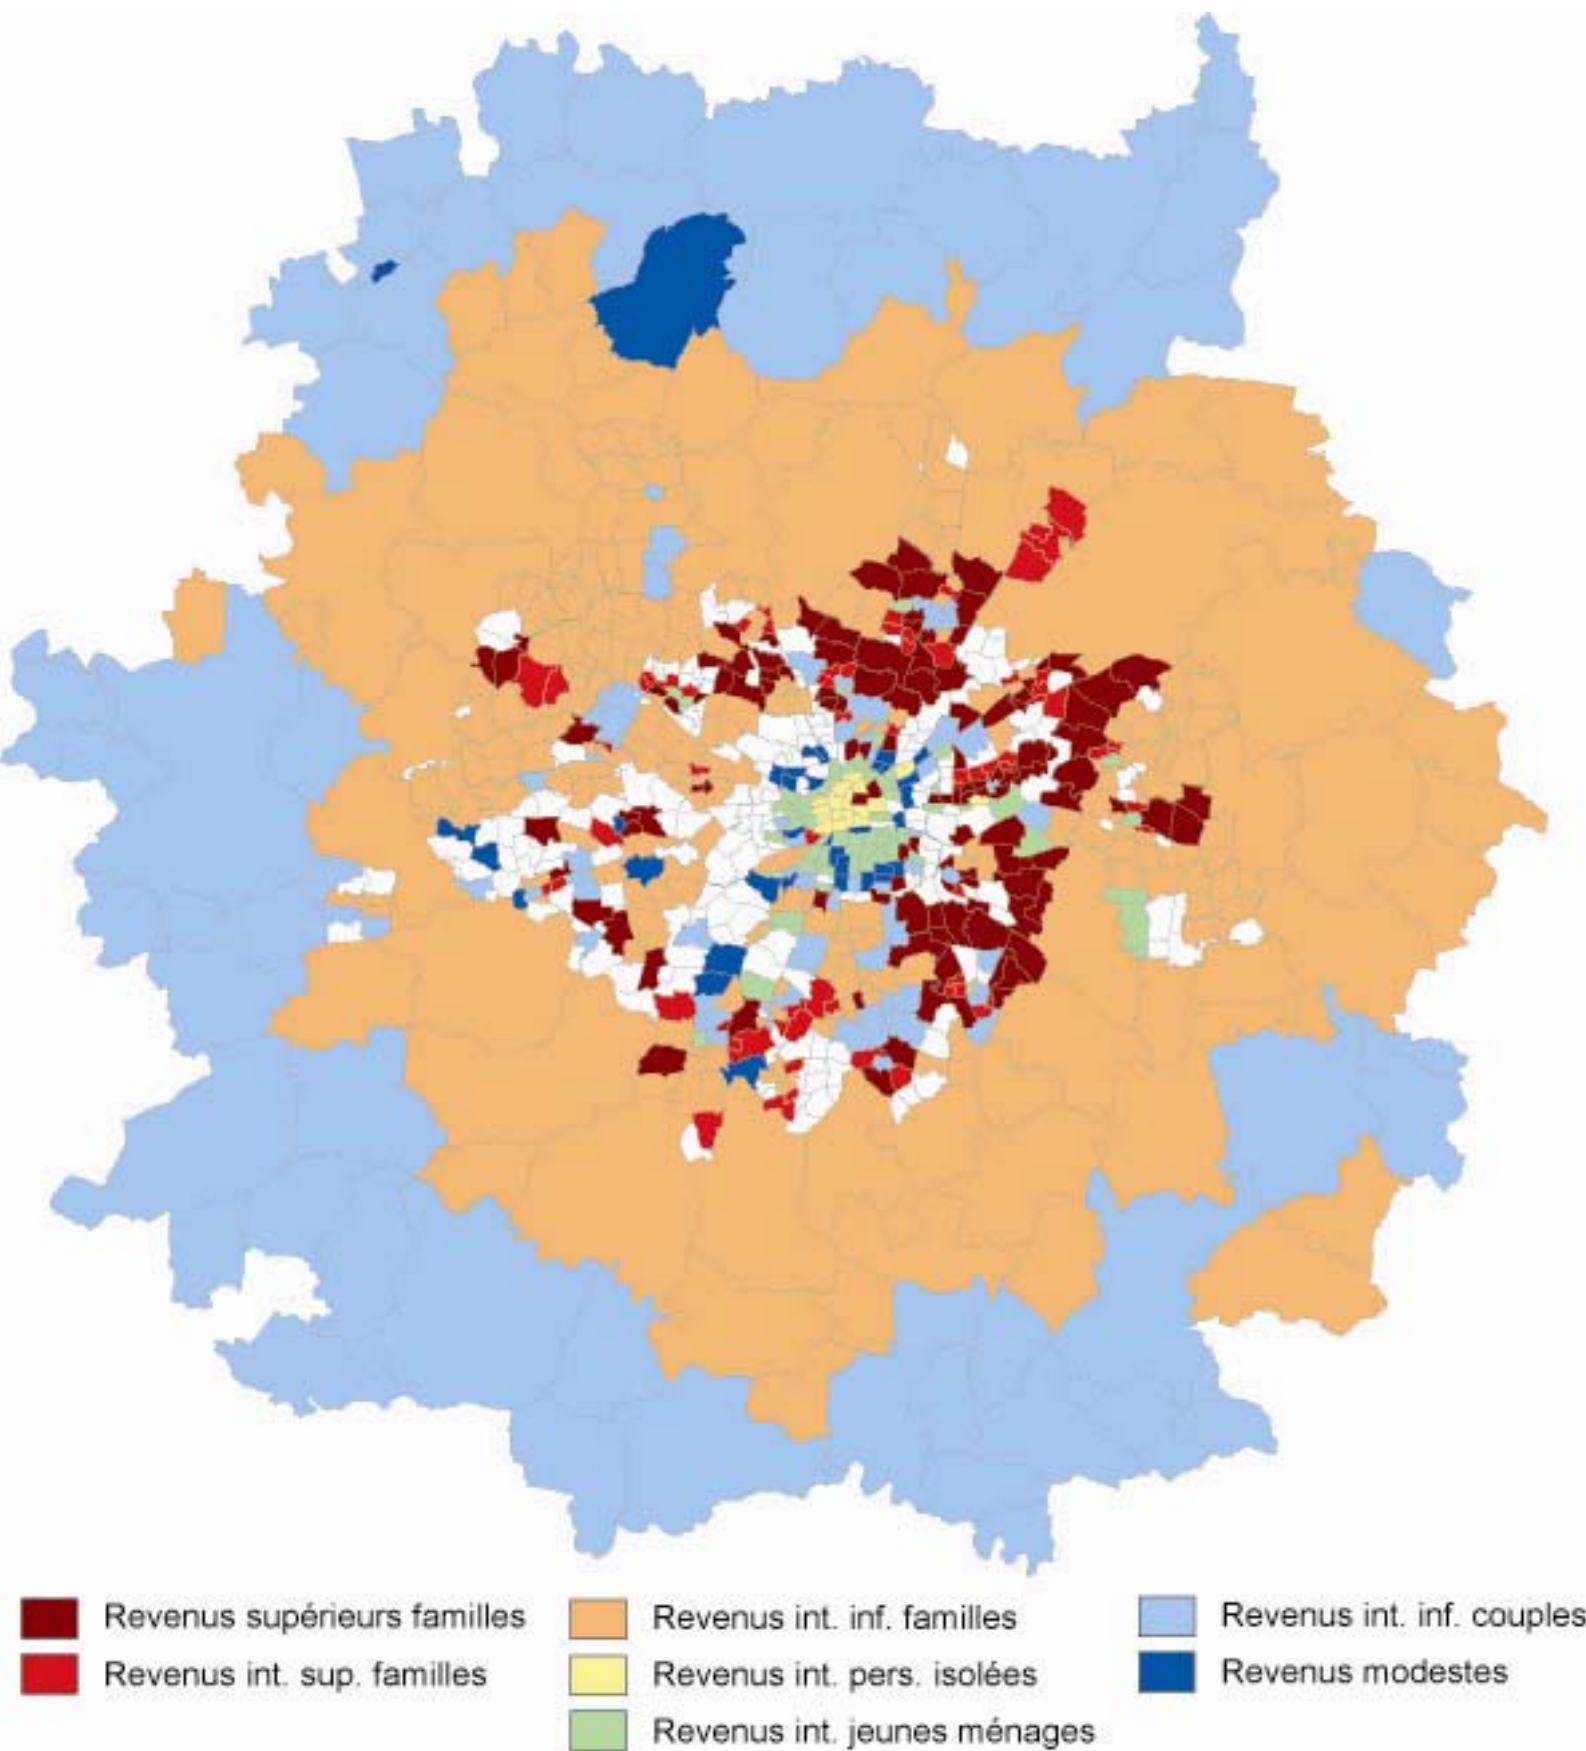 Revenus supérieurs familles
Revenus int. sup. familles
Revenus int. inf. familles
Revenus int. pers. isolées
Revenus int. jeunes ménages
Revenus int. inf. couples
Revenus modestes